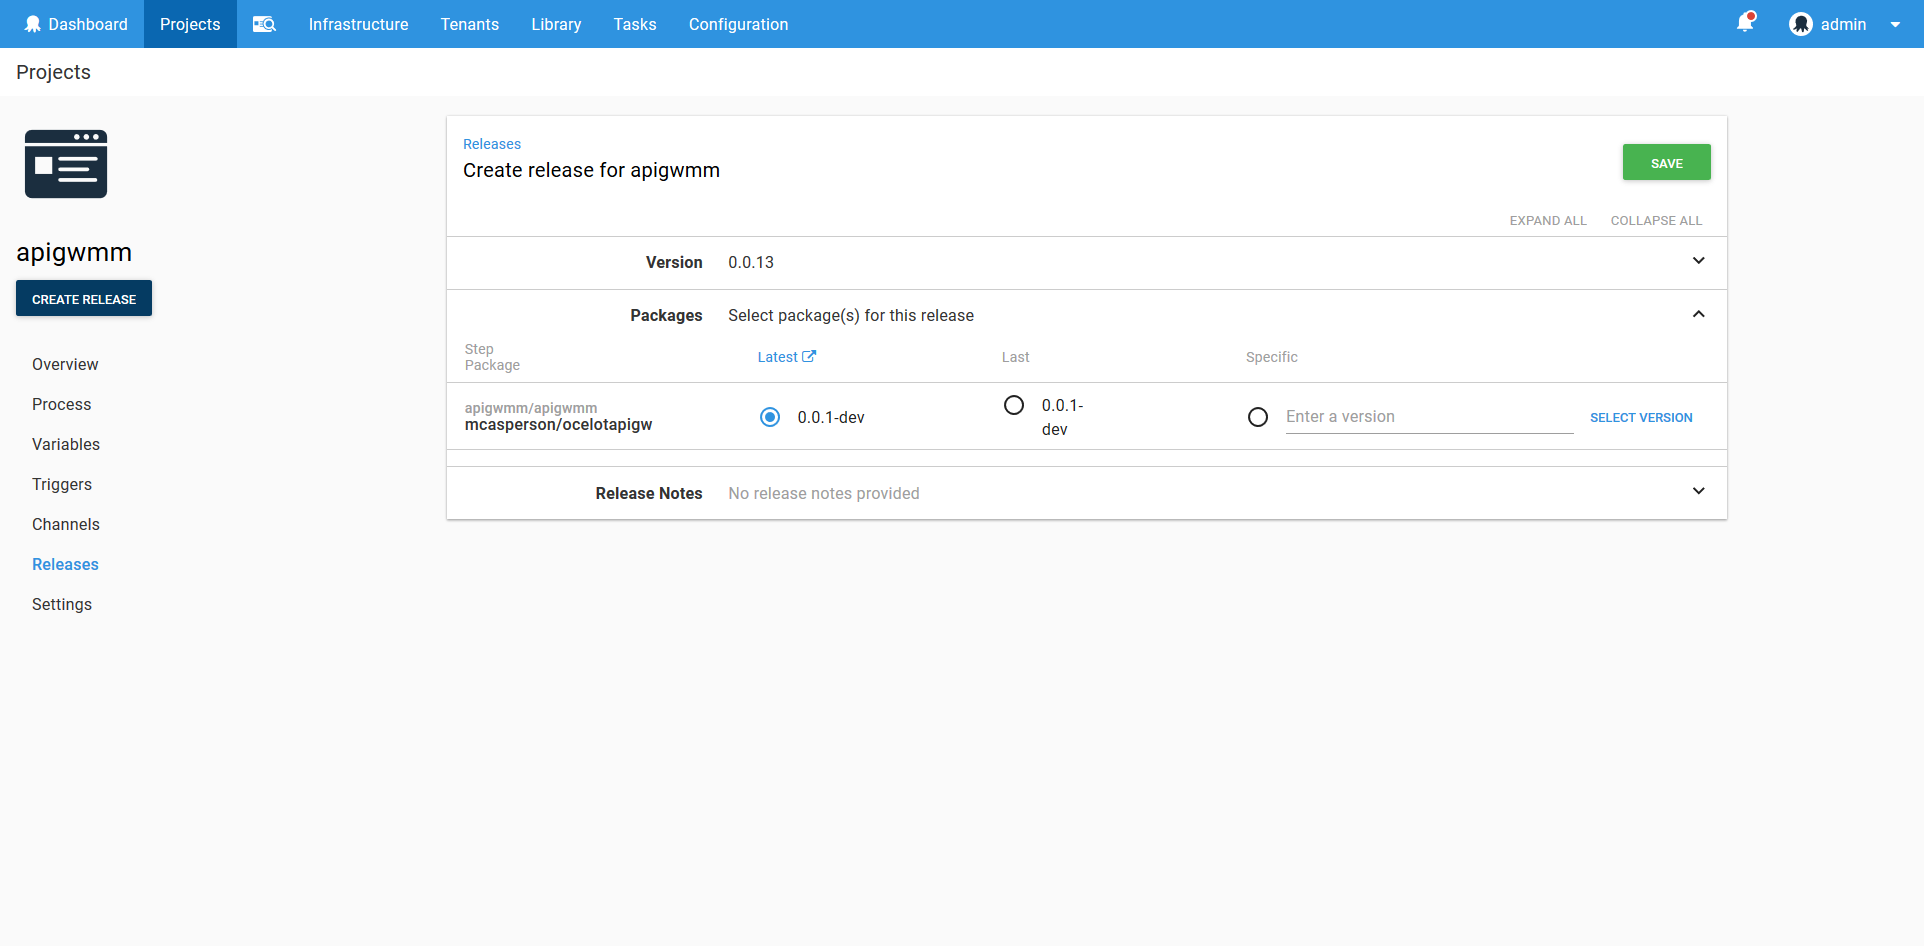 Dashboard Projects Infrastructure Tenants Library Tasks Configuration admin
Projects
apigwmm
CREATE RELEASE
Overview
Process
Variables
Triggers
Channels
Releases
Settings
Releases
Create release for apigwmm
SAVE
EXPAND ALL COLLAPSE ALL
Version 0.0.13
Packages Select package(s) for this release
Step
Package
Latest Last Specific
apigwmm/apigwmm
mcasperson/ocelotapigw
0.0.1-dev
0.0.1-
dev
Enter a version SELECT VERSION
Release Notes No release notes provided